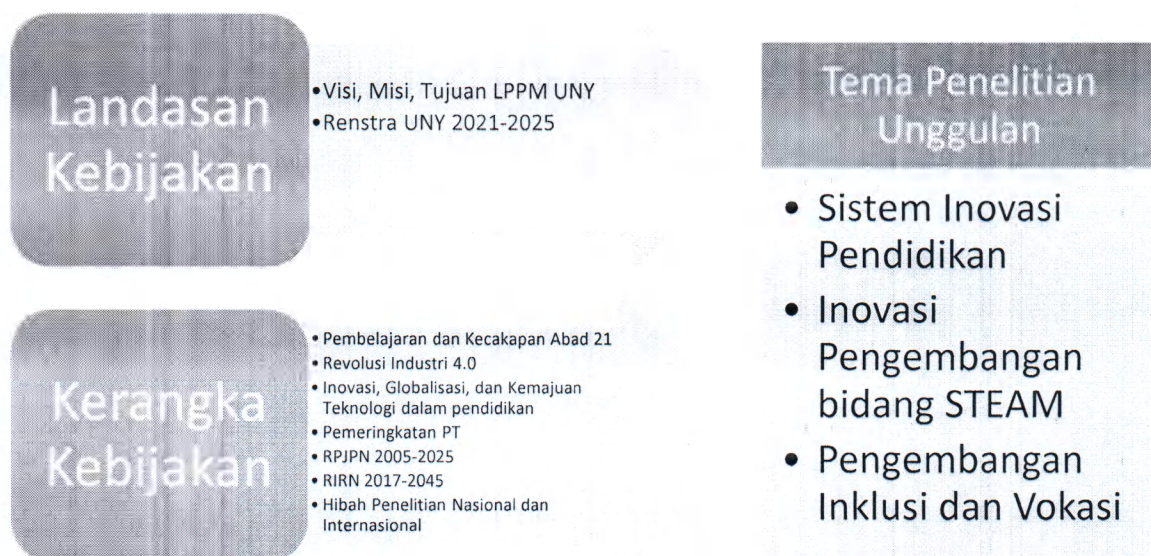 Landasan
Kebijakan
•Visi, Misi, Tujuan LPPM UNY
•Renstra UNY 2021-2025
Kerangka
Kebijakan
• Pembelajaran dan Kecakapan Abad 21
• Revolusi Industri 4.0
• Inovasi, Globalisasi, dan Kemajuan
Teknologi dalam pendidikan
• Pemeringkatan PT
• RPJPN 2005-2025
• RIRN 2017-2045
• Hibah Penelitian Nasional dan
Internasional
Tema Penelitian
Unggulan
• Sistem Inovasi
Pendidikan
• Inovasi
Pengembangan
bidang STEAM
• Pengembangan
Inklusi dan Vokasi